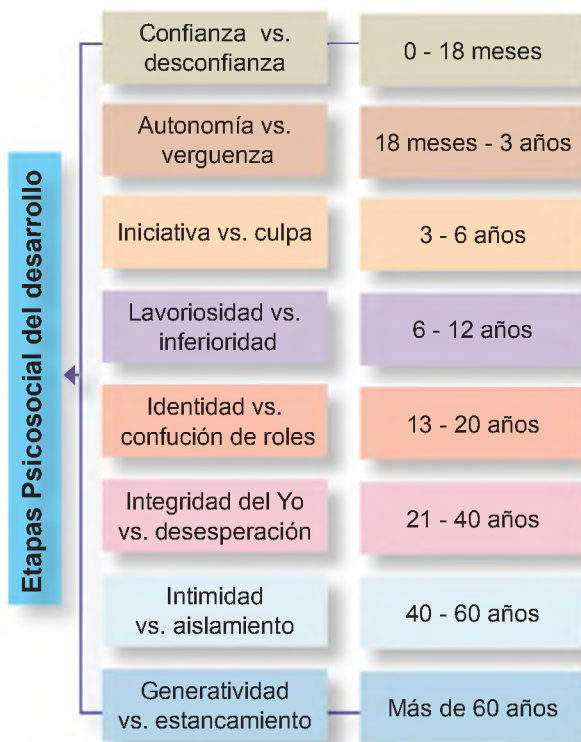 Etapas Psicosocial del desarrollo
Confianza vs.
desconfianza
0 - 18 meses
Autonomía vs.
verguenza
18 meses - 3 años
Iniciativa vs. culpa
3 - 6 años
Lavoriosidad vs.
inferioridad
6 - 12 años
Identidad vs.
confución de roles
13 - 20 años
Integridad del Yo
vs. desesperación
21 - 40 años
Intimidad
vs. aislamiento
40 - 60 años
Generatividad
vs. estancamiento
Más de 60 años